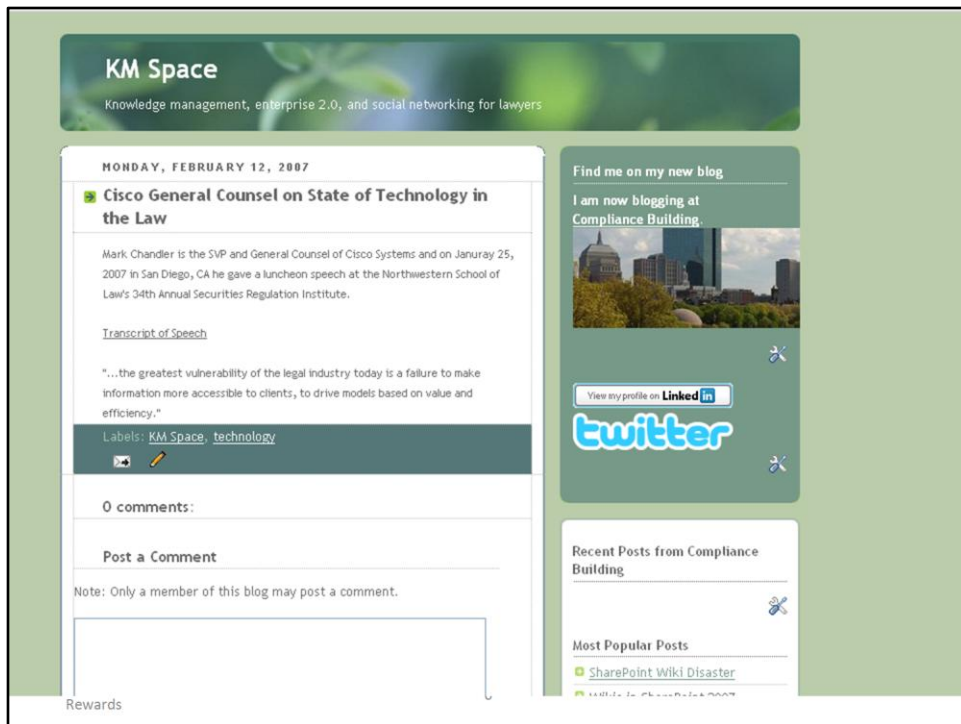 KM Space
Knowledge management, enterprise 2.0, and social networking for lawyers
MONDAY, FEBRUARY 12, 2007
Cisco General Counsel on State of Technology in
the Law
Mark Chandler is the SVP and General Counsel of Cisco Systems and on Januray 25,
2007 in San Diego, CA he gave a luncheon speech at the Northwestern School of
Law's 34th Annual Securities Regulation Institute.
Transcript of Speech
"...the greatest vulnerability of the legal industry today is a failure to make
information more accessible to clients, to drive models based on value and
efficiency."
Labels: KM Space, technology
0 comments:
Post a Comment
Note: Only a member of this blog may post a comment.
Find me on my new blog
I am now blogging at
Compliance Building.
View my profile on Linked in
twitter
Recent Posts from Compliance
Building
Most Popular Posts
SharePoint Wiki Disaster
Wikis in SharePoint 2007
Rewards